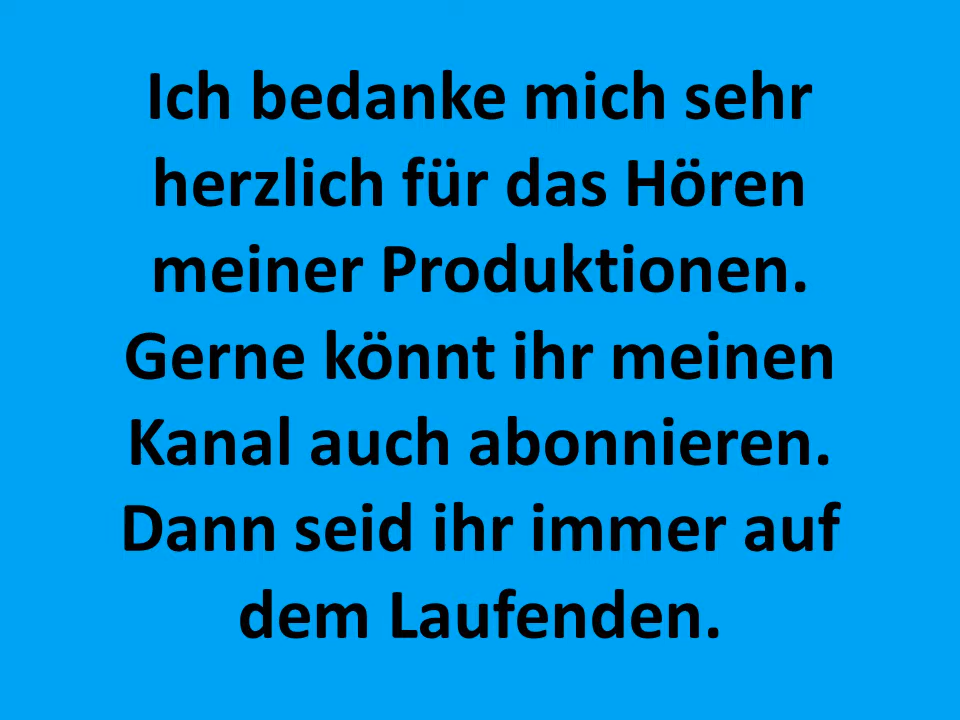 Ich bedanke mich sehr
herzlich für das Hören
meiner Produktionen.
Gerne könnt ihr meinen
Kanal auch abonnieren.
Dann seid ihr immer auf
dem Laufenden.